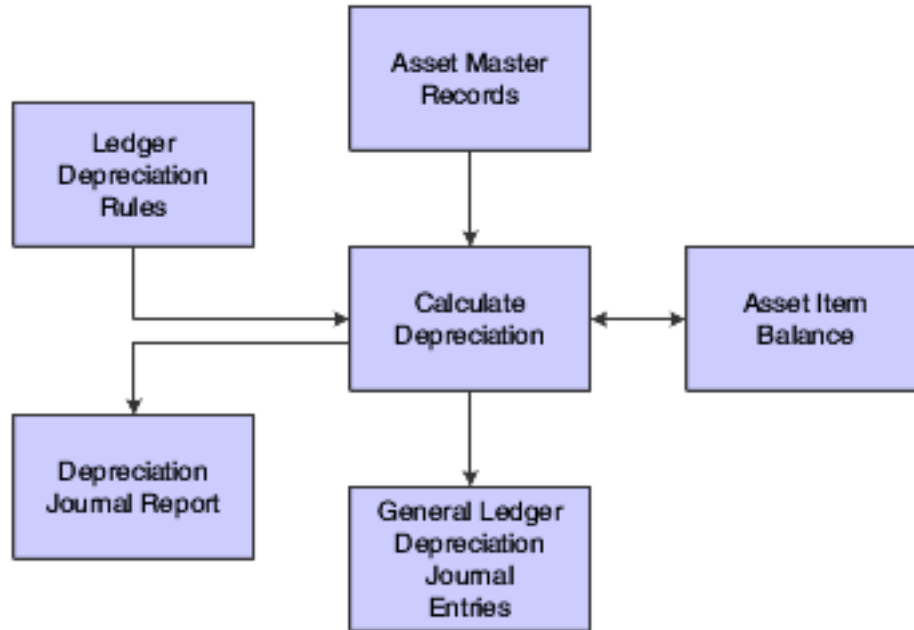 Asset Master
Records
Ledger
Depreciation
Rules
Calculate
Depreciation
Asset Item
Balance
Depreciation
Journal Report
General Ledger
Depreciation
Journal
Entries